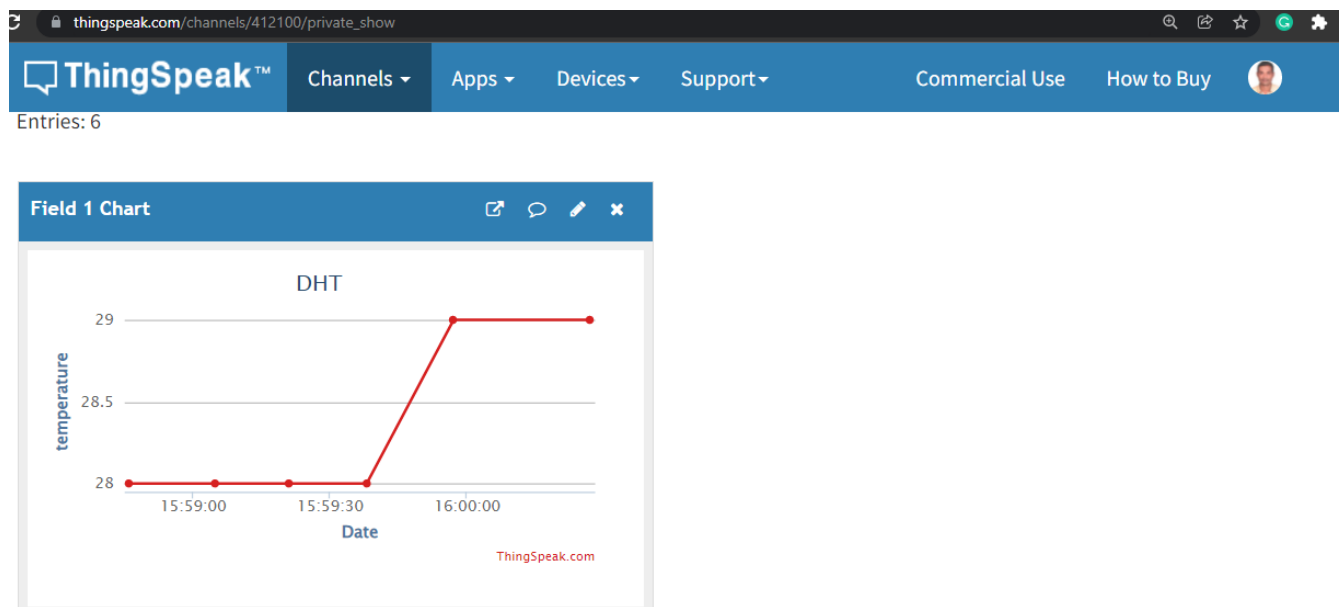 thingspeak.com/channels/412100/private_show
ThingSpeak™ Channels Apps Devices Support Commercial Use How to Buy
Entries: 6
Field 1 Chart
DHT
29
28.5
28
temperature
15:59:00 15:59:30 16:00:00
Date
ThingSpeak.com